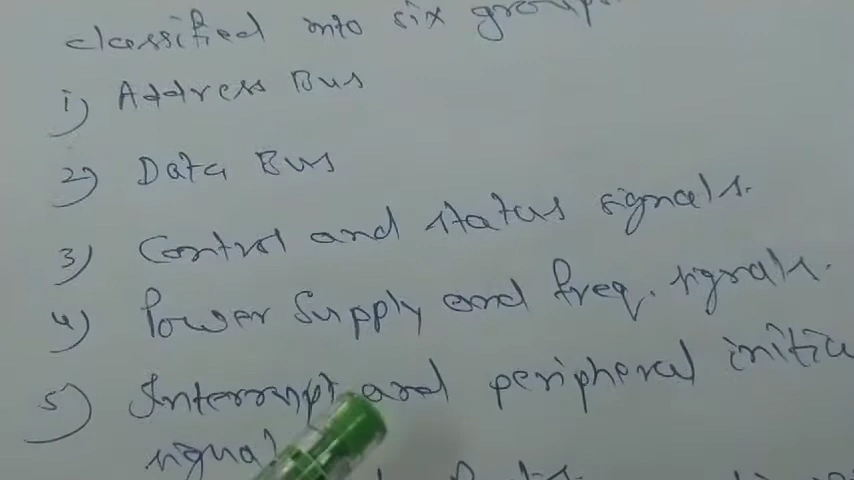 classified into six group
1) Address Bus
2) Data Bus
3) Control and status signals.
4) Power Supply and freq. signals.
5) Interrupt and peripheral initia
signal